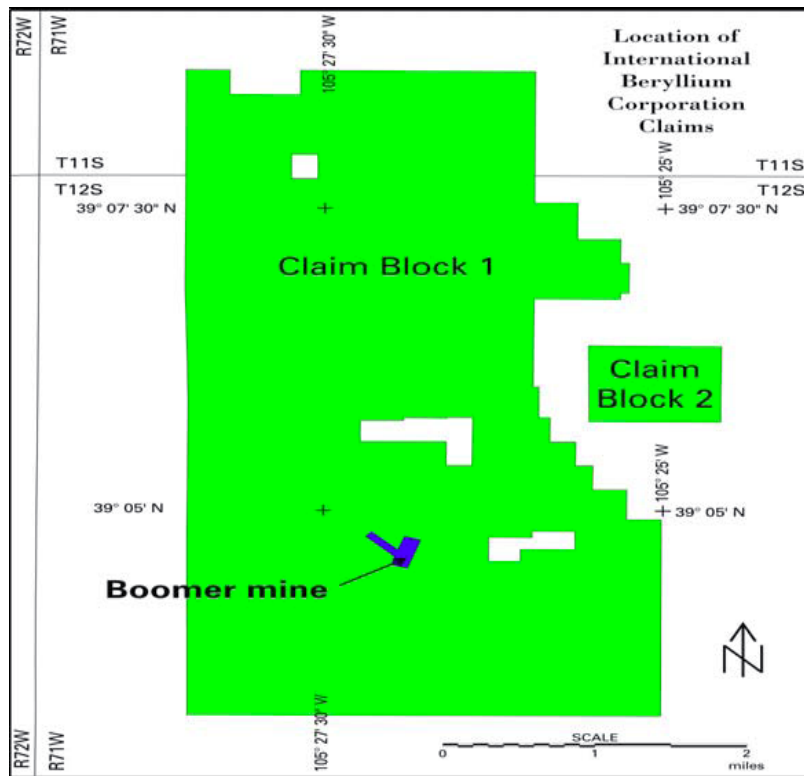 R72W
R71W
105° 27' 30" W
Location of
International
Beryllium
Corporation
Claims
T11S
T12S
105° 25' W
T11S
T12S
39° 07' 30" N
39° 07' 30" N
Claim Block 1
Claim
Block 2
105° 25' W
39° 05' N
39° 05' N
Boomer mine
N
R72W
R71W
105° 27' 30" W
SCALE
0 1 2
miles